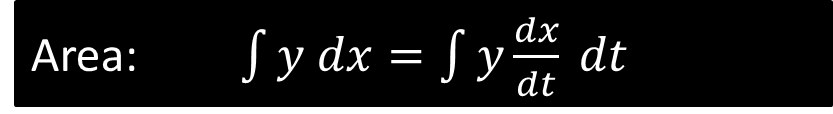 Area: ∫ y dx = ∫ y dx/dt dt